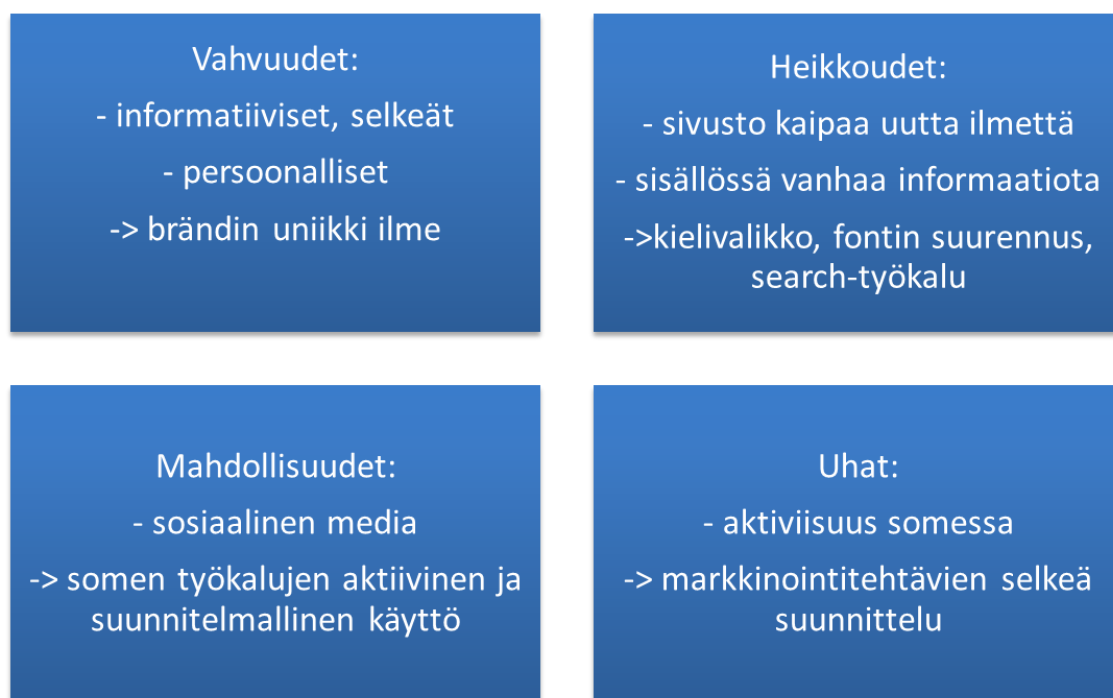 Vahvuudet:
- informatiiviset, selkeät
- persoonalliset
-> brändin uniikki ilme
Heikkoudet:
- sivusto kaipaa uutta ilmettä
- sisällössä vanhaa informaatiota
->kielivalikko, fontin suurennus,
search-työkalu
Mahdollisuudet:
- sosiaalinen media
-> somen työkalujen aktiivinen ja
suunnitelmallinen käyttö
Uhat:
- aktiviisuus somessa
-> markkinointitehtävien selkeä
suunnittelu